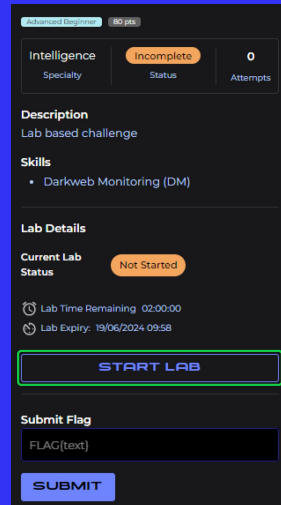 Advanced Beginner 80 pts
Intelligence Incomplete 0
Specialty Status Attempts
Description
Lab based challenge
Skills
• Darkweb Monitoring (DM)
Lab Details
Current Lab
Status
Not Started
Lab Time Remaining 02:00:00
Lab Expiry: 19/06/2024 09:58
START LAB
Submit Flag
FLAG{text}
SUBMIT